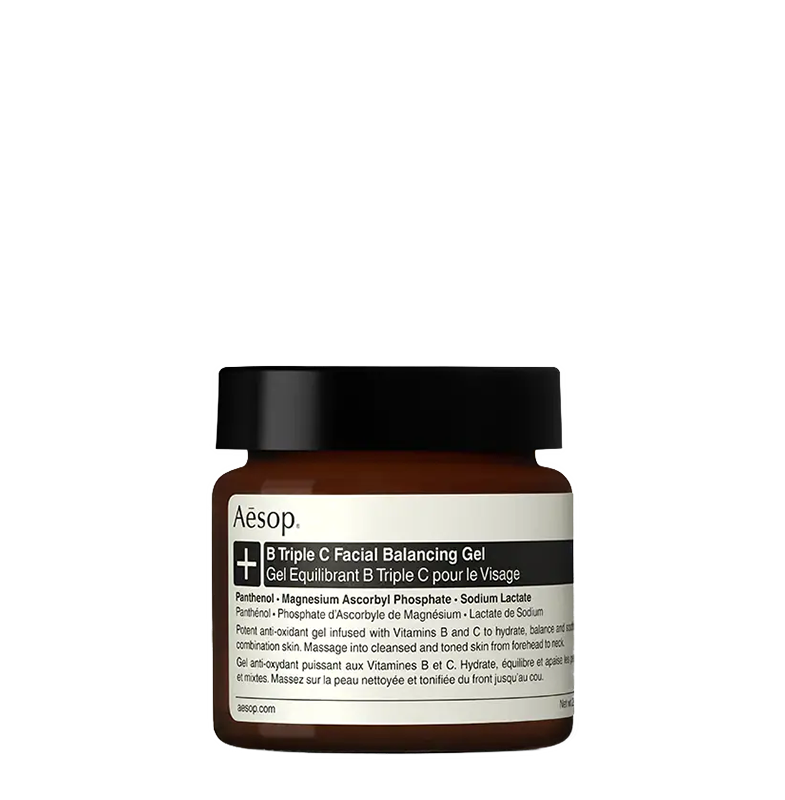 Aēsop®
B Triple C Facial Balancing Gel
Gel Equilibrant B Triple C pour le Visage
Panthenol • Magnesium Ascorbyl Phosphate • Sodium Lactate
Panthénol • Phosphate d'Ascorbyle de Magnésium • Lactate de Sodium
Potent anti-oxidant gel infused with Vitamins B and C to hydrate, balance and
combination skin. Massage into cleansed and toned skin from forehead to neck.
Gel anti-oxydant puissant aux Vitamines B et C. Hydrate, équilibre et apaise les
et mixtes. Massez sur la peau nettoyée et tonifiée du front jusqu'au cou.
aesop.com
Net